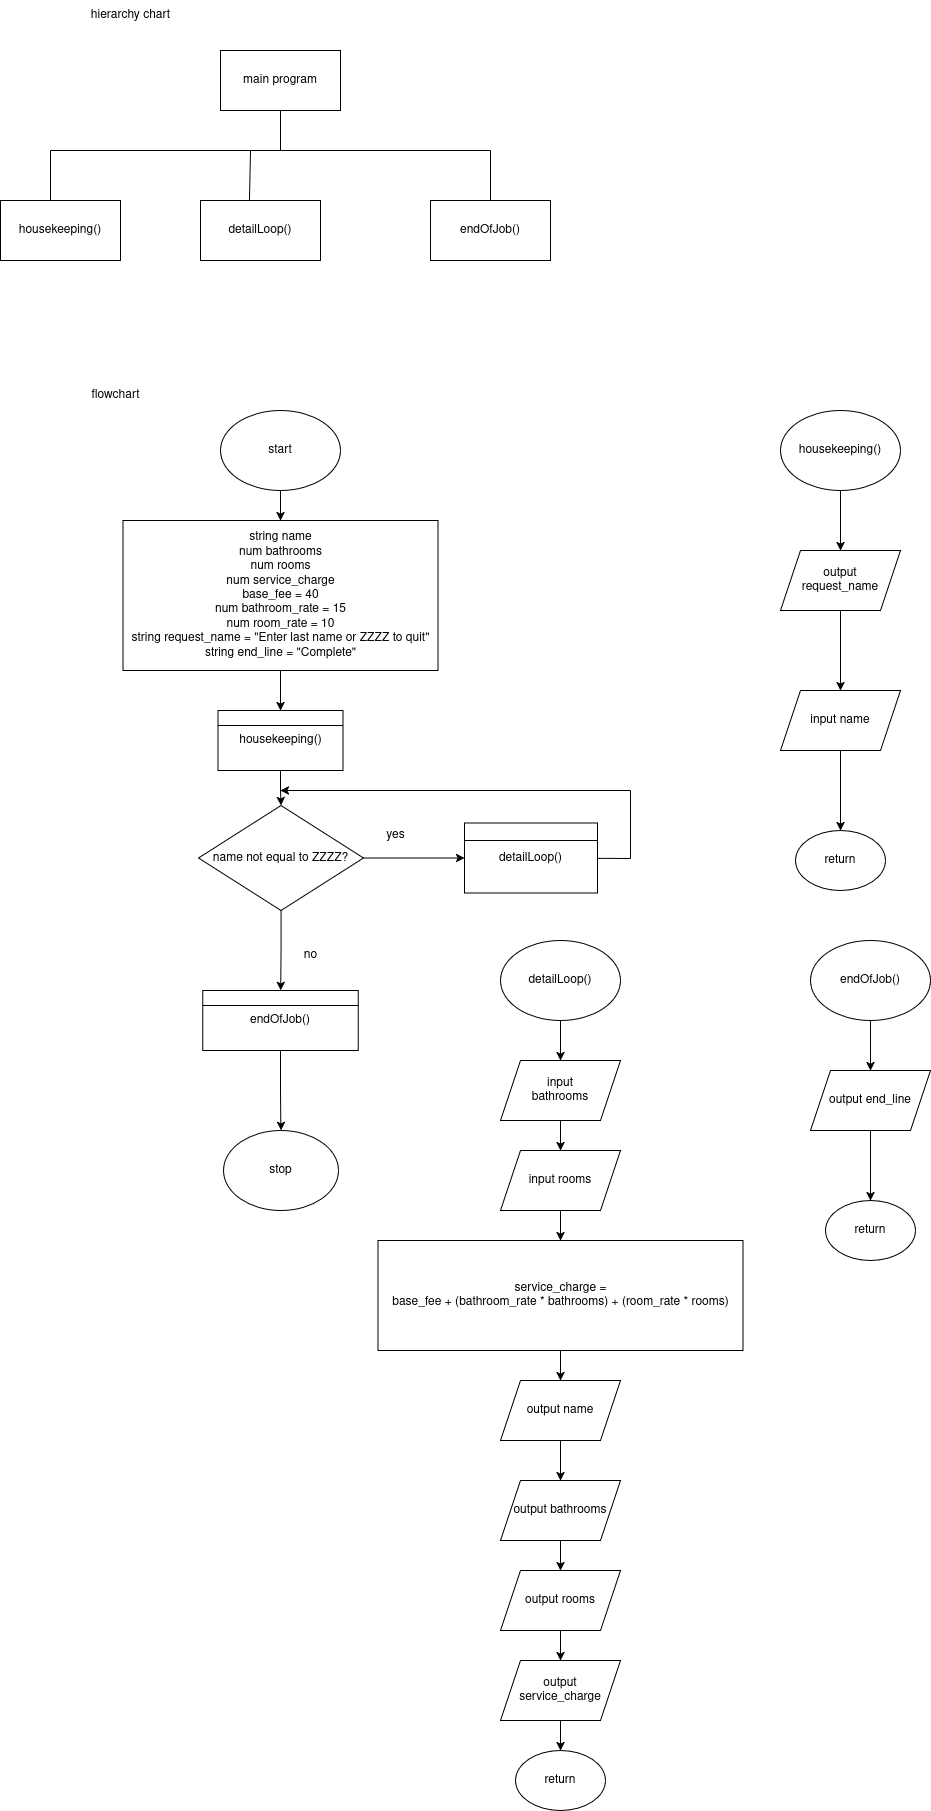 hierarchy chart
main program
housekeeping()
detailLoop()
endOfJob()
flowchart
start
string name
num bathrooms
num rooms
num service_charge
base_fee = 40
num bathroom_rate = 15
num room_rate = 10
string request_name = "Enter last name or ZZZZ to quit"
string end_line = "Complete"
housekeeping()
name not equal to ZZZZ?
yes
detailLoop()
no
endOfJob()
stop
housekeeping()
output
request_name
input name
return
detailLoop()
input
bathrooms
input rooms
service_charge =
base_fee + (bathroom_rate * bathrooms) + (room_rate * rooms)
output name
output bathrooms
output rooms
output
service_charge
return
endOfJob()
output end_line
return